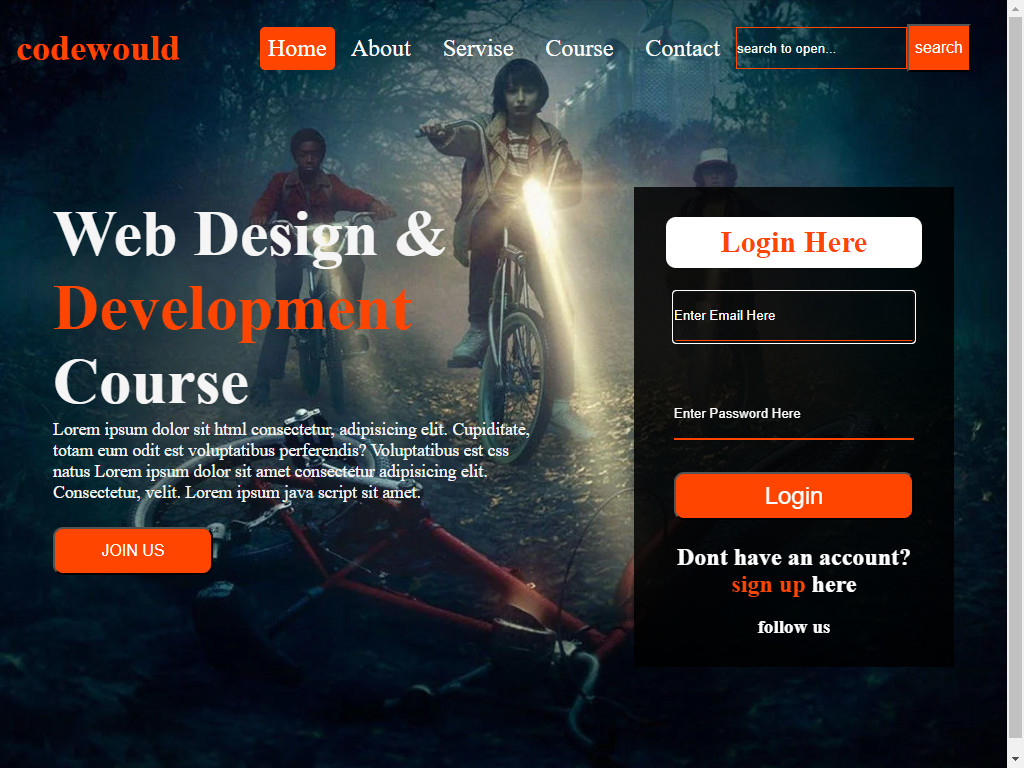 codewould
Home About Servise Course Contact search to open... search
Web Design &
Development
Course
Lorem ipsum dolor sit html consectetur, adipisicing elit. Cupiditate,
totam eum odit est voluptatibus perferendis? Voluptatibus est css
natus Lorem ipsum dolor sit amet consectetur adipisicing elit.
Consectetur, velit. Lorem ipsum java script sit amet.
JOIN US
Login Here
Enter Email Here
Enter Password Here
Login
Dont have an account?
sign up here
follow us